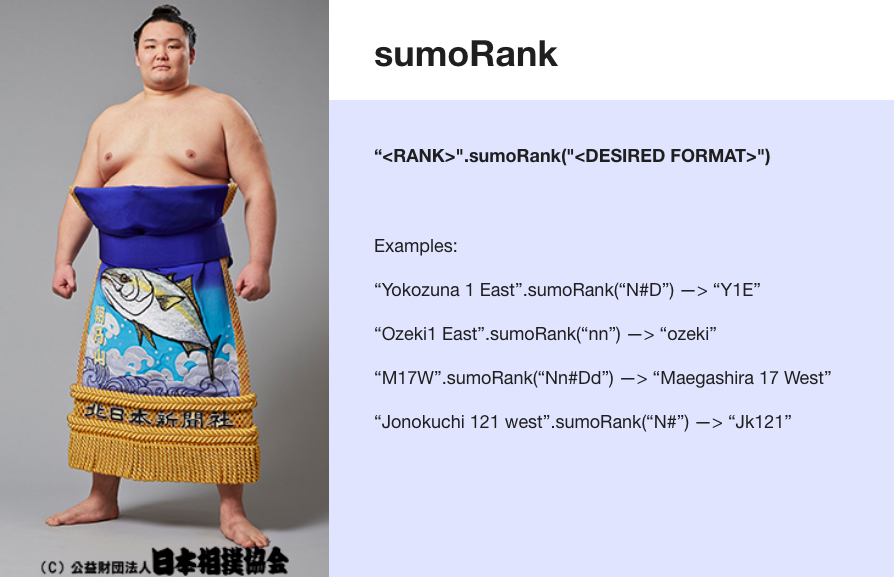 sumoRank
“<RANK>".sumoRank("<DESIRED FORMAT>")
Examples:
“Yokozuna 1 East”.sumoRank(“N#D”) —> “Y1E”
“Ozeki1 East”.sumoRank(“nn”) —> “ozeki”
“M17W”.sumoRank(“Nn#Dd”) —> “Maegashira 17 West”
“Jonokuchi 121 west”.sumoRank(“N#”) —> “Jk121”
北日本新聞社
（C）公益財団法人日本相撲協会